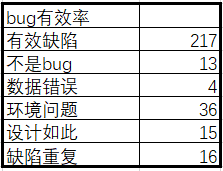 bug有效率
有效缺陷 217
不是bug 13
数据错误 4
环境问题 36
设计如此 15
缺陷重复 16